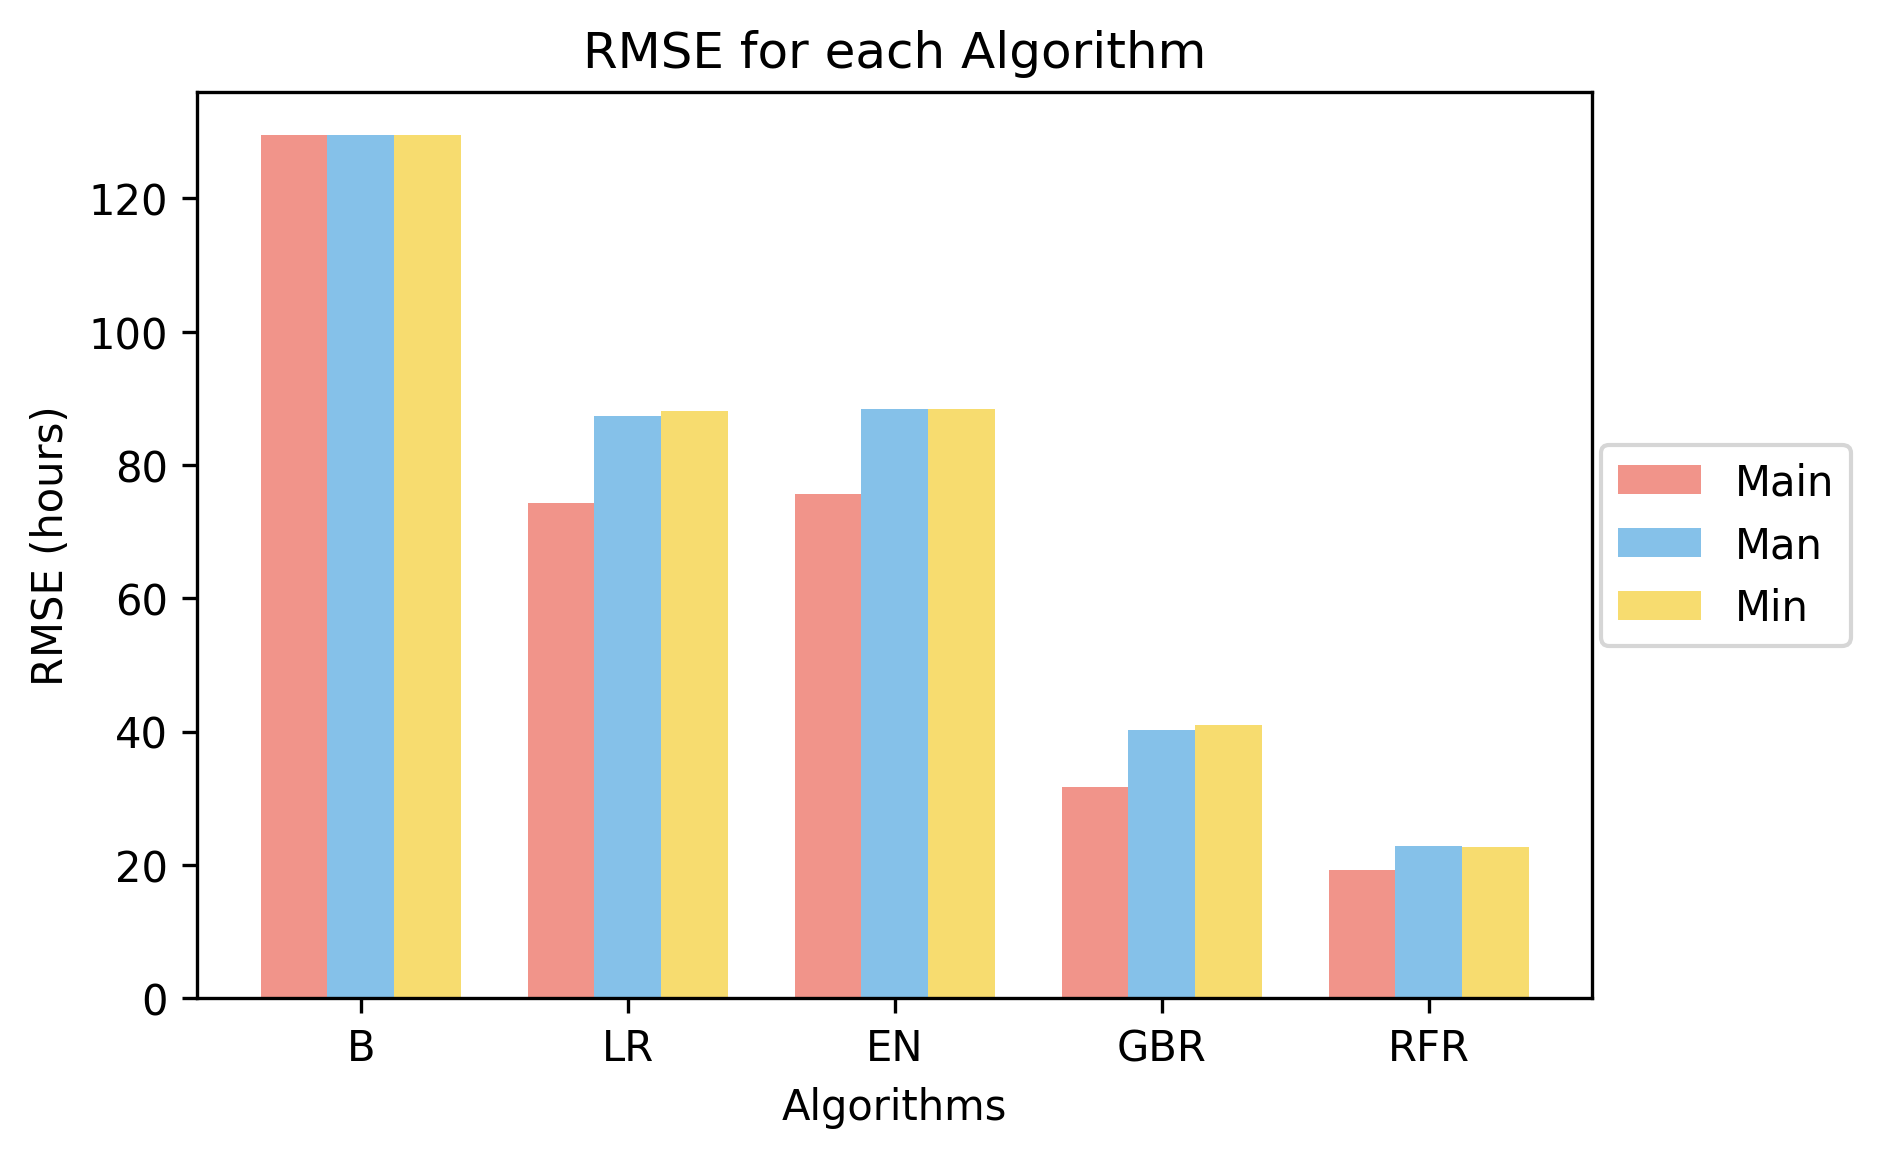 RMSE for each Algorithm
RMSE (hours)
120
100
80
60
40
20
0
B
LR
EN
GBR
RFR
Algorithms
Main
Man
Min